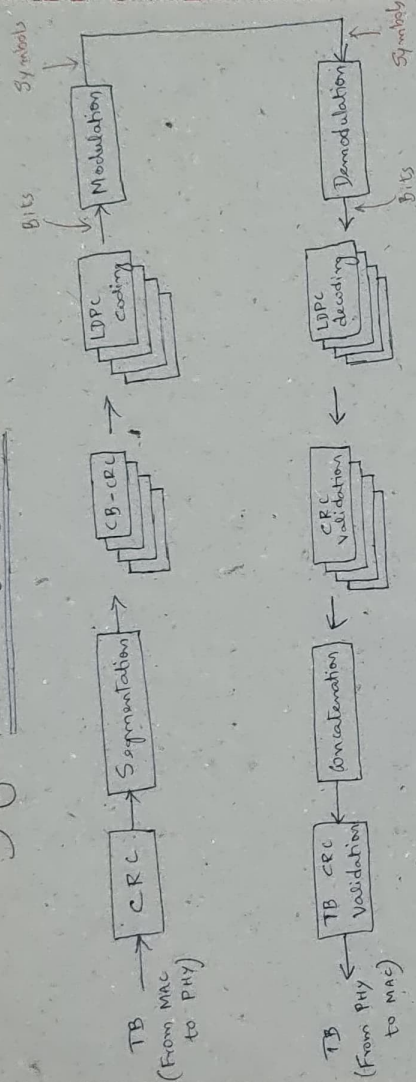 Symbols
Bits
TB
(From MAC
to PHY)
CRC
Segmentation
CB-CRC
LDPC
coding
Modulation
TB
(From PHY
to MAC)
TB CRC
Validation
Concatenation
CRC
Validation
LDPC
decoding
Demodulation
Bits
Symbols